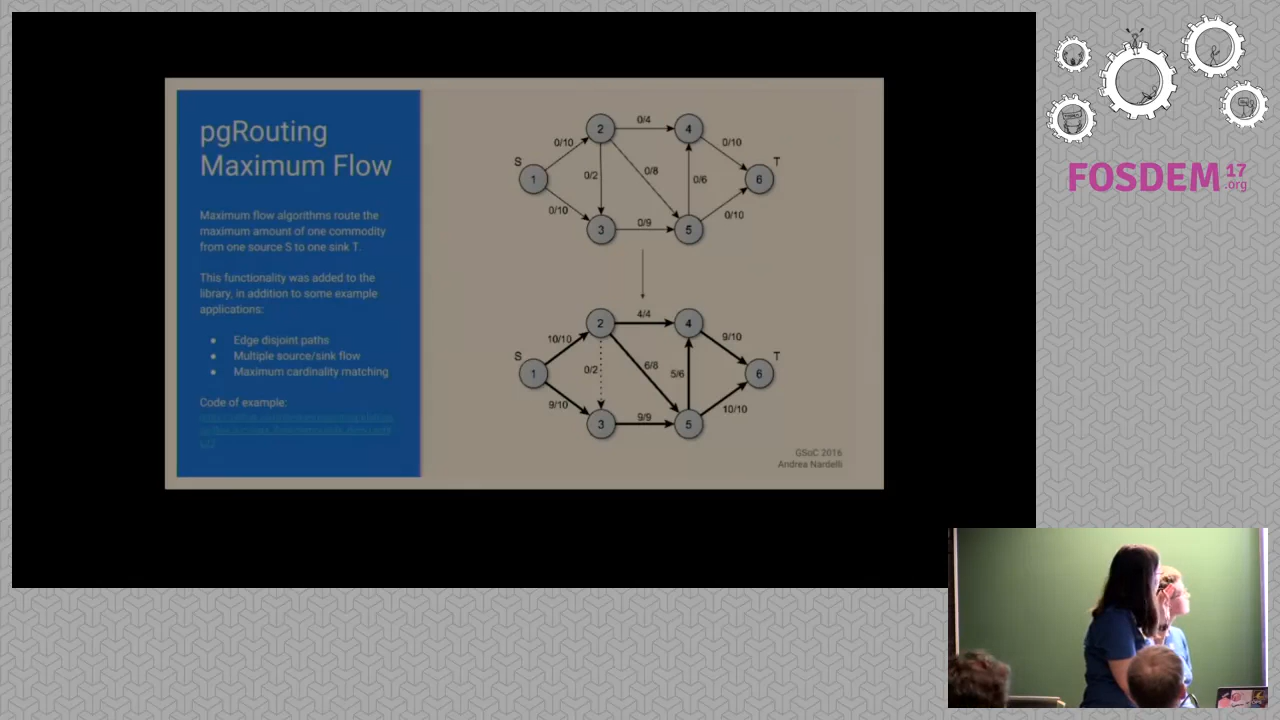 pgRouting
Maximum Flow
Maximum flow algorithms route the
maximum amount of one commodity
from one source S to one sink T.
This functionality was added to the
library, in addition to some example
applications:
● Edge disjoint paths
● Multiple source/sink flow
● Maximum cardinality matching
Code of example:
0/4
2
4
0/10
0/10
S
T
0/2
0/8
0/6
1
6
0/10
0/10
0/9
3
5
4/4
2
4
10/10
9/10
S
T
0/2
6/8
5/6
1
6
9/10
10/10
9/9
3
5
GSoC 2016
Andrea Nardelli
FOSDEM 17
.org